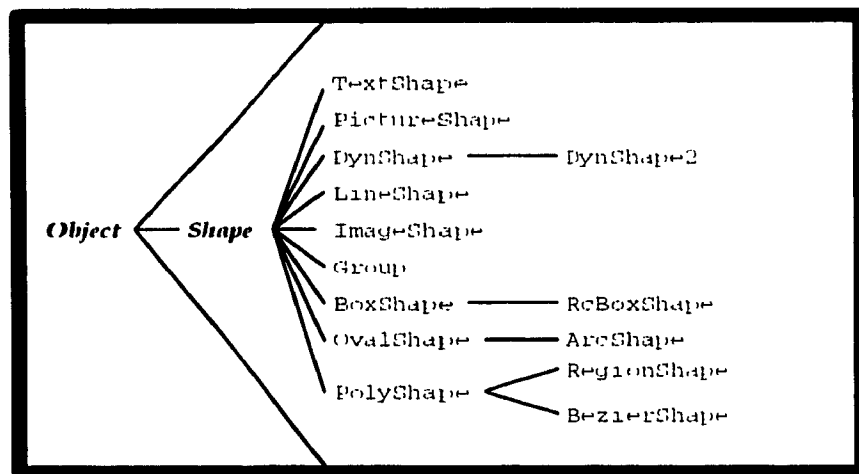 TextShape
PictureShape
DynShape DynShape2
LineShape
Object Shape ImageShape
Group
BoxShape RcBoxShape
OvalShape ArcShape
RegionShape
PolyShape
BezierShape